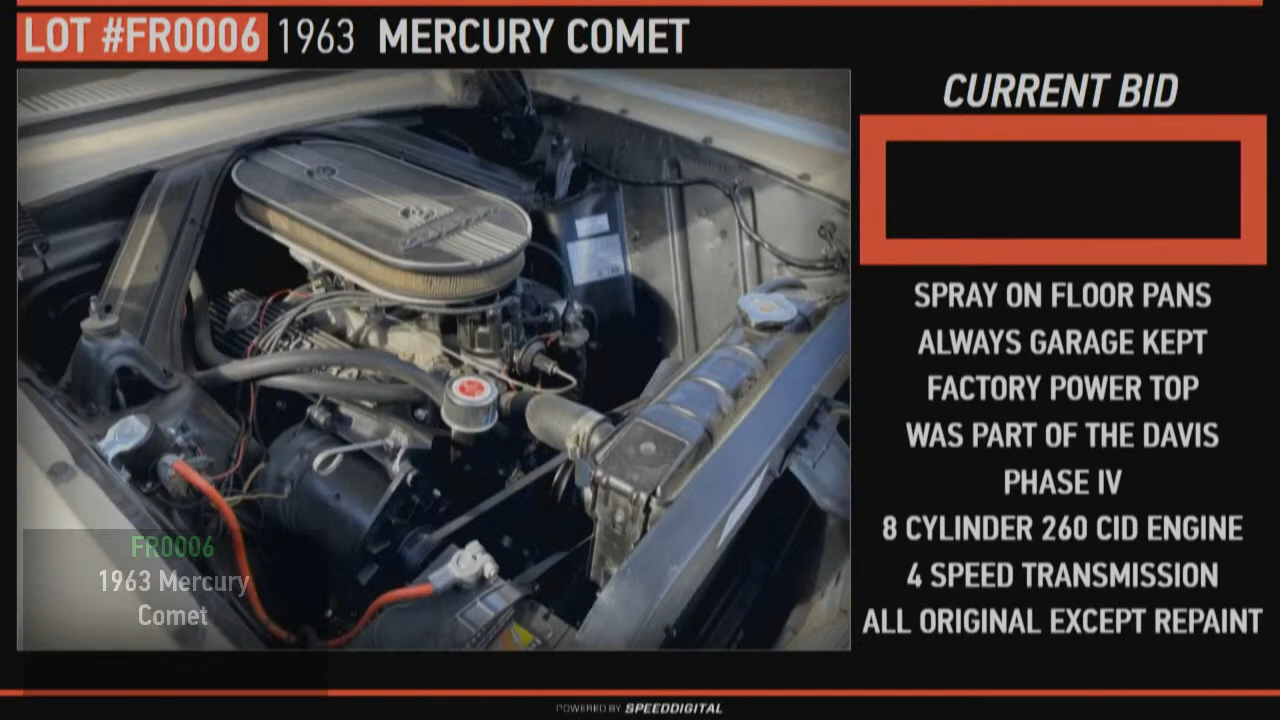 LOT #FR0006 1963 MERCURY COMET
CURRENT BID
SPRAY ON FLOOR PANS
ALWAYS GARAGE KEPT
FACTORY POWER TOP
WAS PART OF THE DAVIS
PHASE IV
8 CYLINDER 260 CID ENGINE
4 SPEED TRANSMISSION
ALL ORIGINAL EXCEPT REPAINT
FR0006
1963 Mercury
Comet
POWERED BY SPEEDDIGITAL